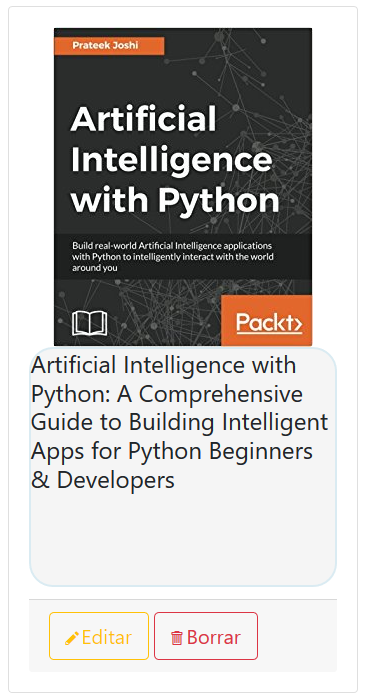 Prateek Joshi
Artificial
Intelligence
with Python
Build real-world Artificial Intelligence applications
with Python to intelligently interact with the world
around you
Packt>
Artificial Intelligence with
Python: A Comprehensive
Guide to Building Intelligent
Apps for Python Beginners
& Developers
Editar
Borrar